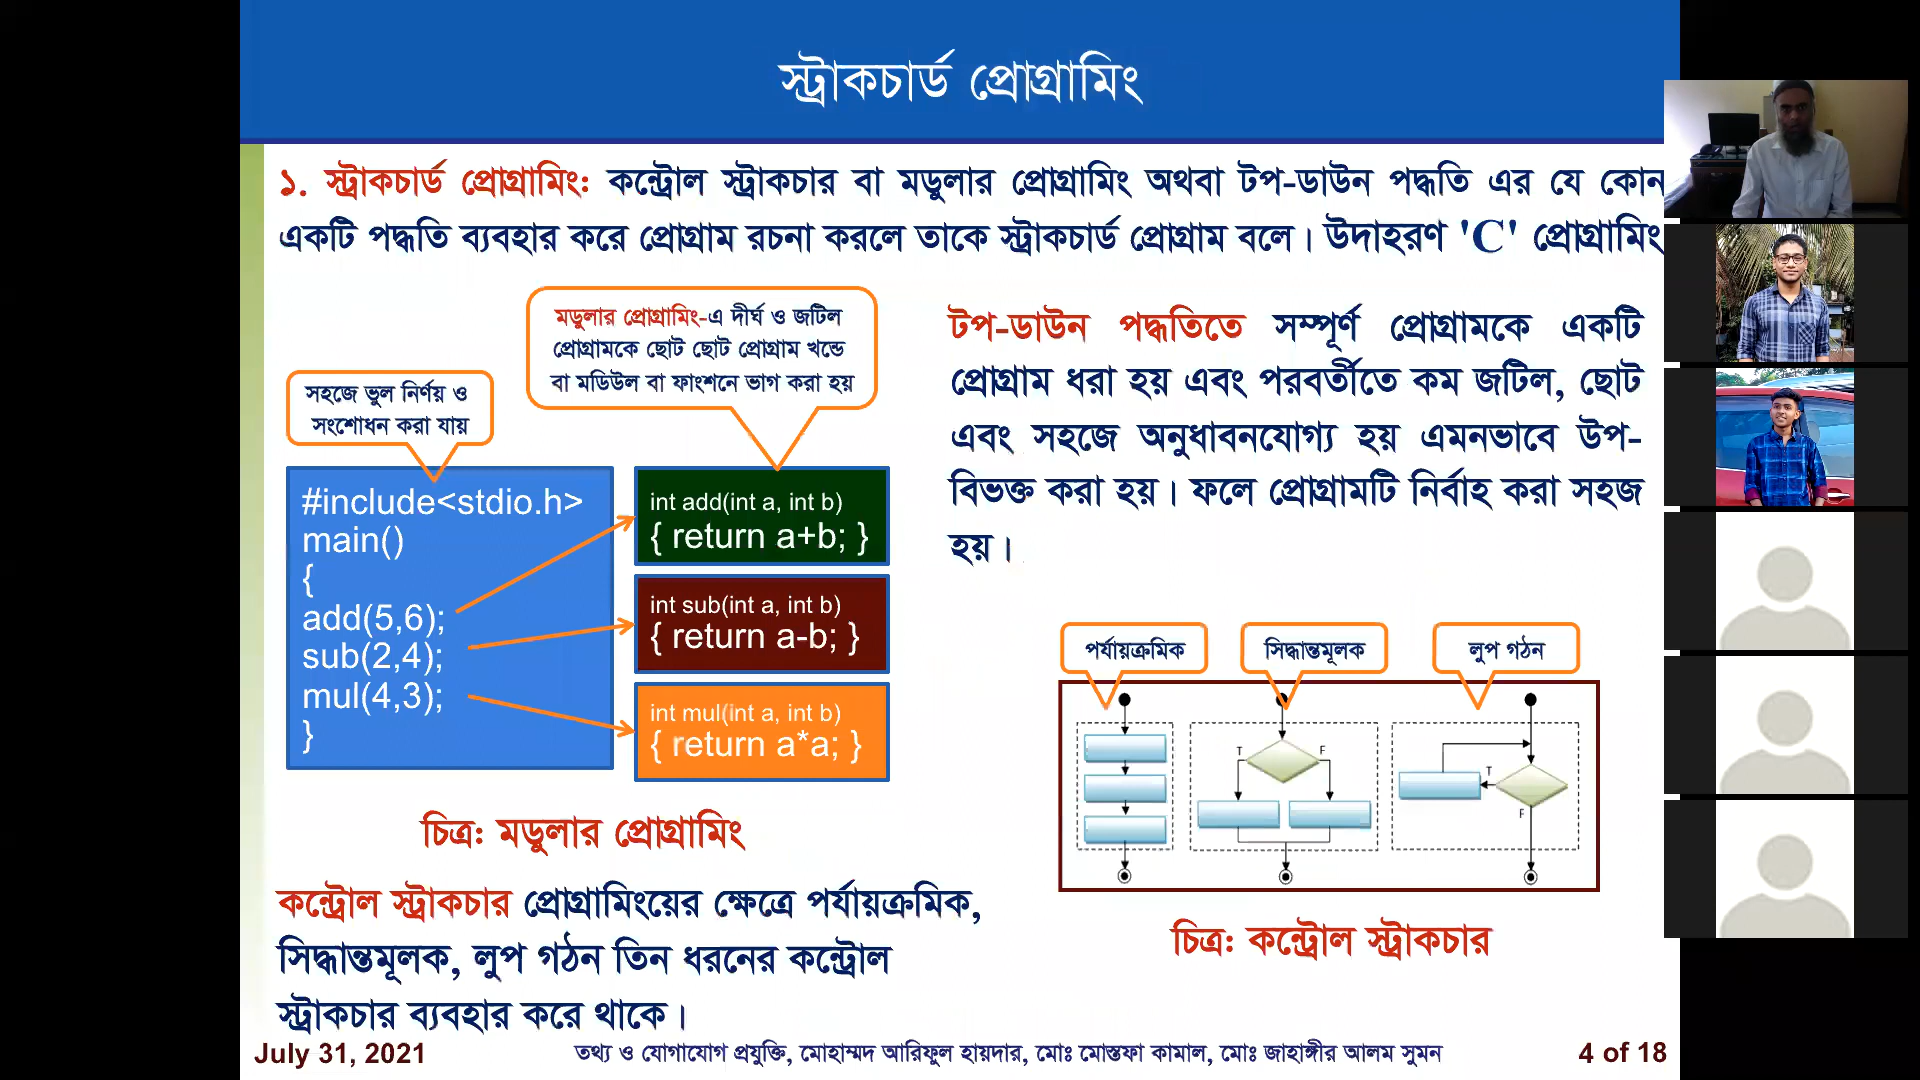 স্ট্রাকচার্ড প্রোগ্রামিং
১. স্ট্রাকচার্ড প্রোগ্রামিং: কন্ট্রোল স্ট্রাকচার বা মডুলার প্রোগ্রামিং অথবা টপ-ডাউন পদ্ধতি এর যে কোন
একটি পদ্ধতি ব্যবহার করে প্রোগ্রাম রচনা করলে তাকে স্ট্রাকচার্ড প্রোগ্রাম বলে। উদাহরণ 'C' প্রোগ্রামিং
মডুলার প্রোগ্রামিং-এ দীর্ঘ ও জটিল
প্রোগ্রামকে ছোট ছোট প্রোগ্রাম খন্ডে
বা মডিউল বা ফাংশনে ভাগ করা হয়
সহজে ভুল নির্ণয় ও
সংশোধন করা যায়
#include<stdio.h>
main()
{
add(5,6);
sub(2,4);
mul(4,3);
}
int add(int a, int b)
{ return a+b; }
int sub(int a, int b)
{ return a-b; }
int mul(int a, int b)
{ return a*a; }
চিত্র: মডুলার প্রোগ্রামিং
টপ-ডাউন পদ্ধতিতে সম্পূর্ণ প্রোগ্রামকে একটি
প্রোগ্রাম ধরা হয় এবং পরবর্তীতে কম জটিল, ছোট
এবং সহজে অনুধাবনযোগ্য হয় এমনভাবে উপ-
বিভক্ত করা হয়। ফলে প্রোগ্রামটি নির্বাহ করা সহজ
হয়।
পর্যায়ক্রমিক
সিদ্ধান্তমূলক
লুপ গঠন
T
F
T
F
চিত্র: কন্ট্রোল স্ট্রাকচার
কন্ট্রোল স্ট্রাকচার প্রোগ্রামিংয়ের ক্ষেত্রে পর্যায়ক্রমিক,
সিদ্ধান্তমূলক, লুপ গঠন তিন ধরনের কন্ট্রোল
স্ট্রাকচার ব্যবহার করে থাকে।
July 31, 2021
তথ্য ও যোগাযোগ প্রযুক্তি, মোহাম্মদ আরিফুল হায়দার, মোঃ মোস্তফা কামাল, মোঃ জাহাঙ্গীর আলম সুমন
4 of 18